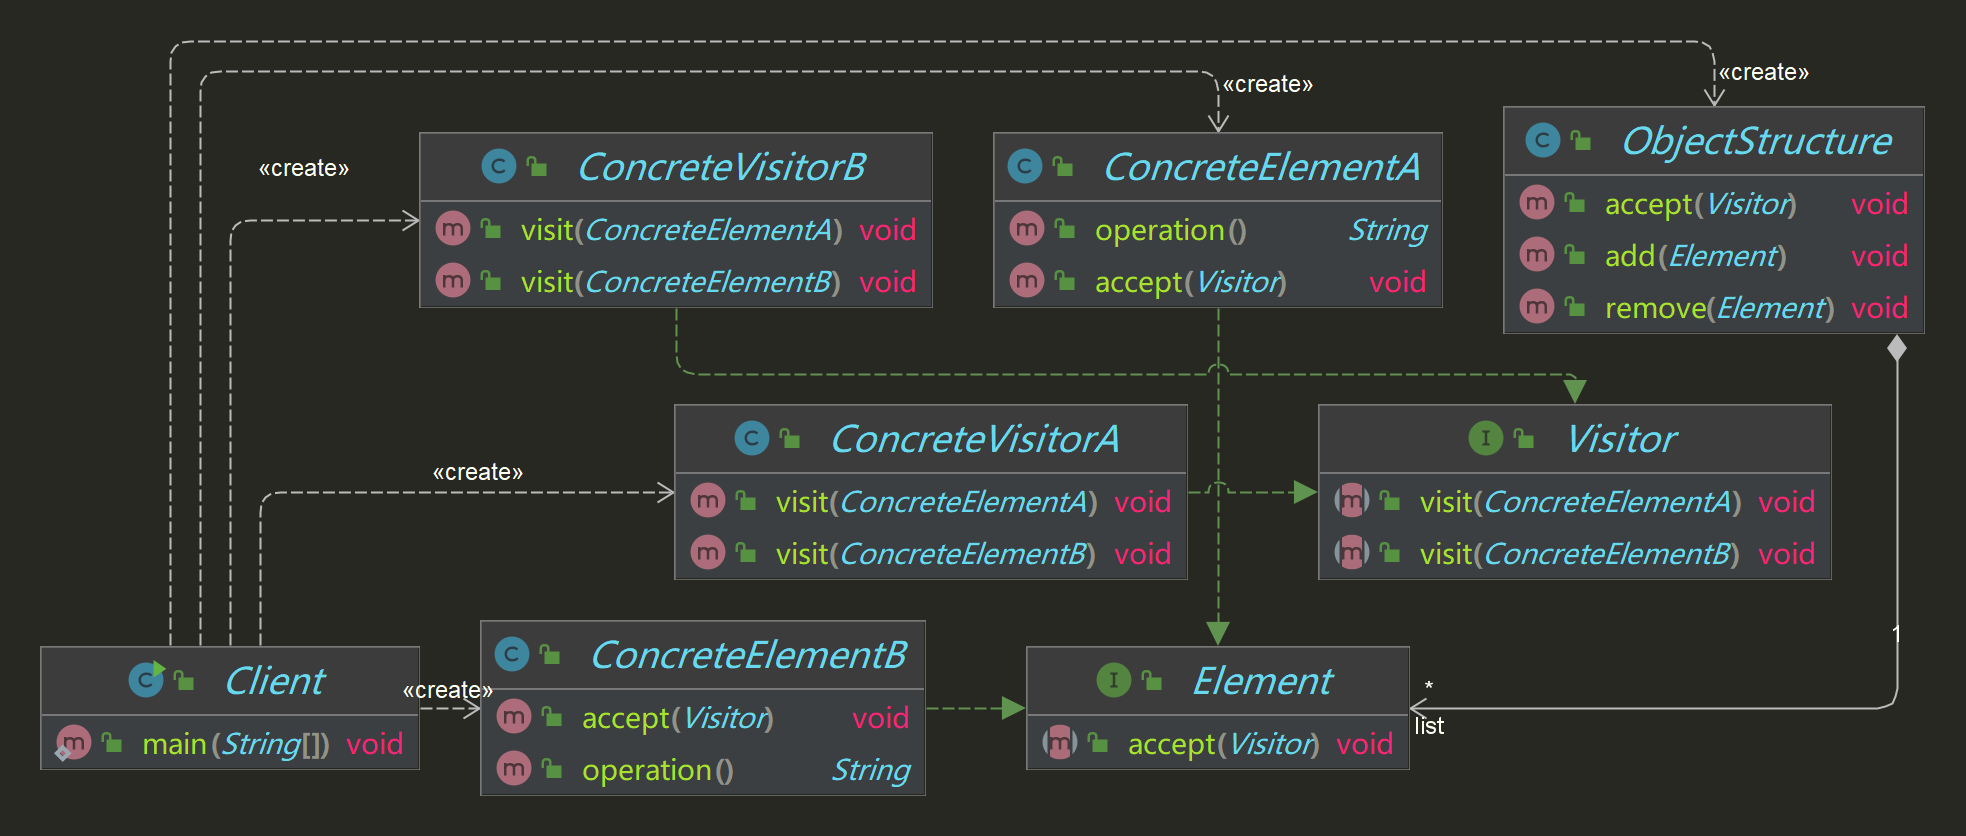 «create»
«create»
«create»
ConcreteVisitorB
visit(ConcreteElementA) void
visit(ConcreteElementB) void
ConcreteElementA
operation() String
accept(Visitor) void
ObjectStructure
accept(Visitor) void
add(Element) void
remove(Element) void
«create»
ConcreteVisitorA
visit(ConcreteElementA) void
visit(ConcreteElementB) void
Visitor
visit(ConcreteElementA) void
visit(ConcreteElementB) void
Client
main(String[]) void
«create»
ConcreteElementB
accept(Visitor) void
operation() String
Element
accept(Visitor) void
1
*
list